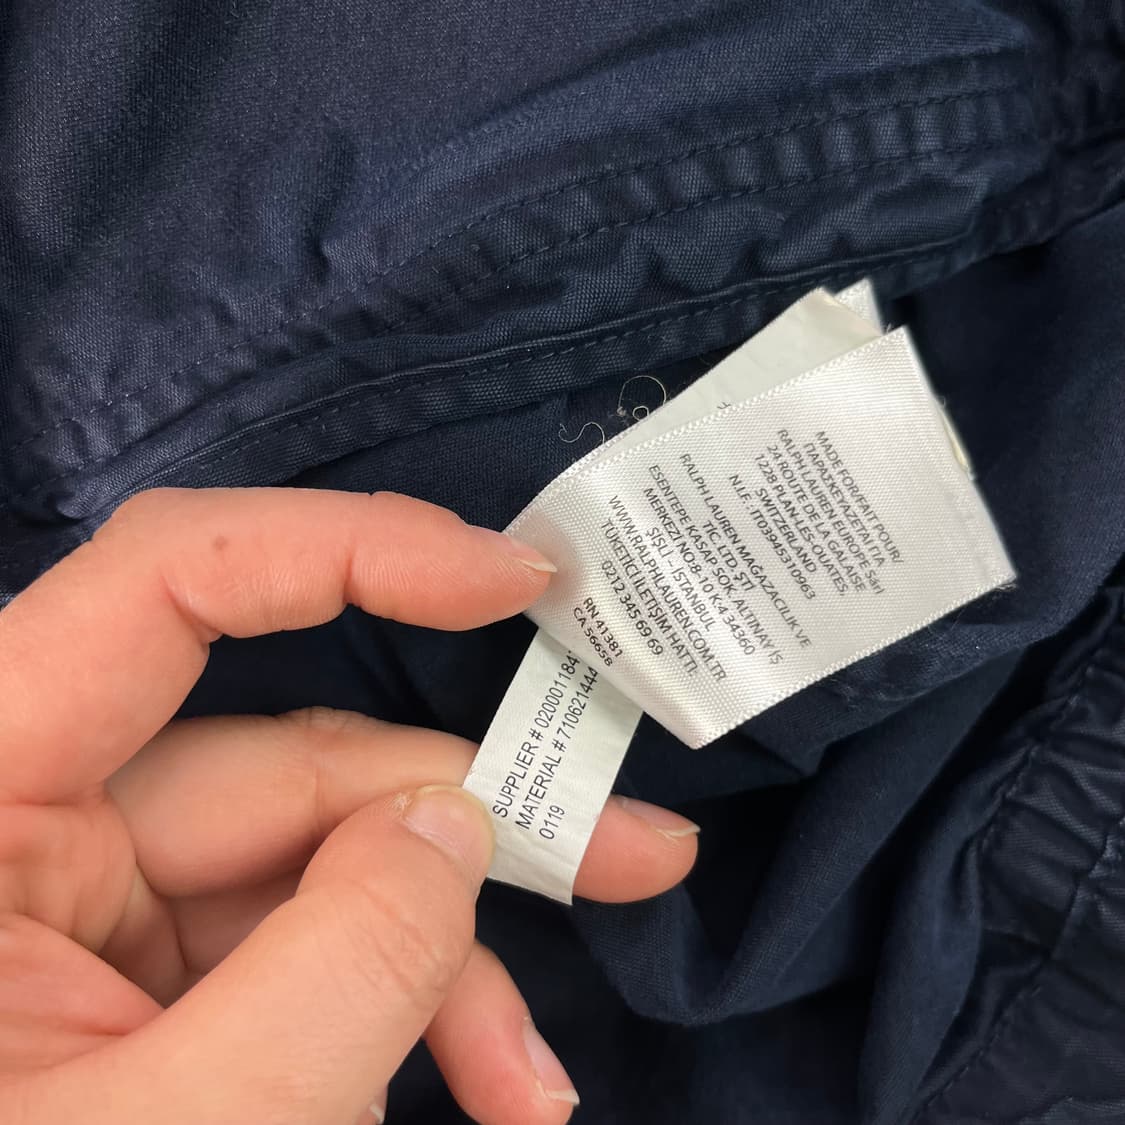 MADE FOR/FAIT POUR/
ΠΑΡΑΣΚΕΥΑΖΕΤΑΙ ΓΙΑ
RALPH LAUREN EUROPE Sàrl
24 ROUTE DE LA GALAISE
1228 PLAN-LES-OUATES,
SWITZERLAND
N.I.F.: IT03945310963
RALPH LAUREN MAGAZACILIK VE
TIC. LTD. ŞTİ
ESENTEPE KASAP SOK. ALTINAY İŞ
MERKEZİ NO:8-10 K:4 34360
ŞİŞLİ - ISTANBUL
WWW.RALPHLAUREN.COM.TR
TÜKETİCİ İLETİŞİM HATTI:
0212 345 69 69
RN 41381
CA 56658
SUPPLIER # 020001184
MATERIAL # 710621444
0119